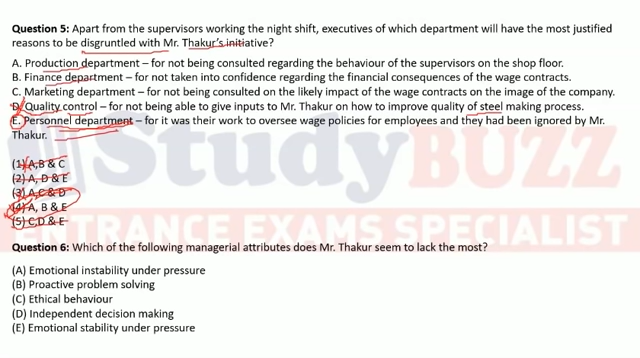 Question 5: Apart from the supervisors working the night shift, executives of which department will have the most justified
reasons to be disgruntled with Mr. Thakur's initiative?
A. Production department – for not being consulted regarding the behaviour of the supervisors on the shop floor.
B. Finance department – for not taken into confidence regarding the financial consequences of the wage contracts.
C. Marketing department - for not being consulted on the likely impact of the wage contracts on the image of the company.
D. Quality control – for not being able to give inputs to Mr. Thakur on how to improve quality of steel making process.
E. Personnel department – for it was their work to oversee wage policies for employees and they had been ignored by Mr.
Thakur.
(1) A,B & C
(2) A, D & E
(3) A,C & D
(4) A, B & E
(5) C,D & E
StudyBUZZ
ENTRANCE EXAMS SPECIALIST
Question 6: Which of the following managerial attributes does Mr. Thakur seem to lack the most?
(A) Emotional instability under pressure
(B) Proactive problem solving
(C) Ethical behaviour
(D) Independent decision making
(E) Emotional stability under pressure